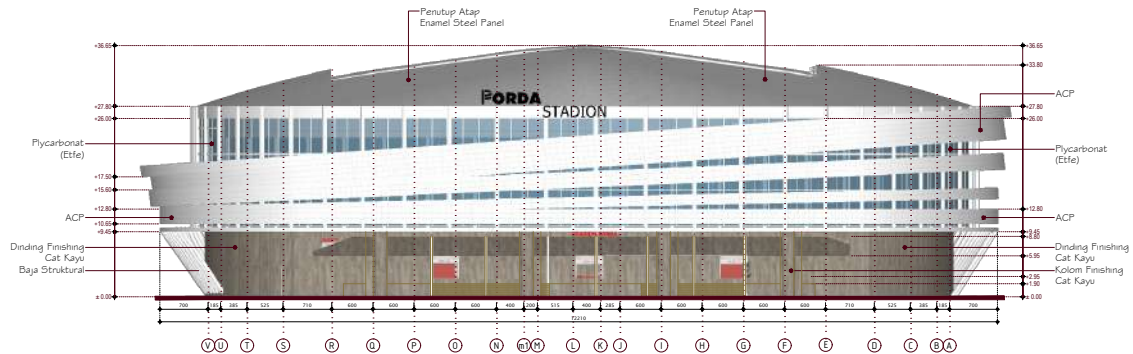 Penutup Atap
Enamel Steel Panel
Penutup Atap
Enamel Steel Panel
+36.65
+27.80
+26.00
+17.50
+15.60
+12.80
+10.65
+9.45
± 0.00
+36.65
+33.80
+27.80
+26.00
+12.80
+9.45
+8.80
+5.95
+2.95
+1.90
± 0.00
PORDA
STADION
Plycarbonat
(Etfe)
ACP
Dinding Finishing
Cat Kayu
Baja Struktural
ACP
Plycarbonat
(Etfe)
ACP
Dinding Finishing
Cat Kayu
Kolom Finishing
Cat Kayu
700 185 385 525 710 600 600 600 400 200 515 400 285 600 600 600 600 710 525 385 185 700
72210
V U T S R Q P O N m1 M L K J I H G F E D C B A